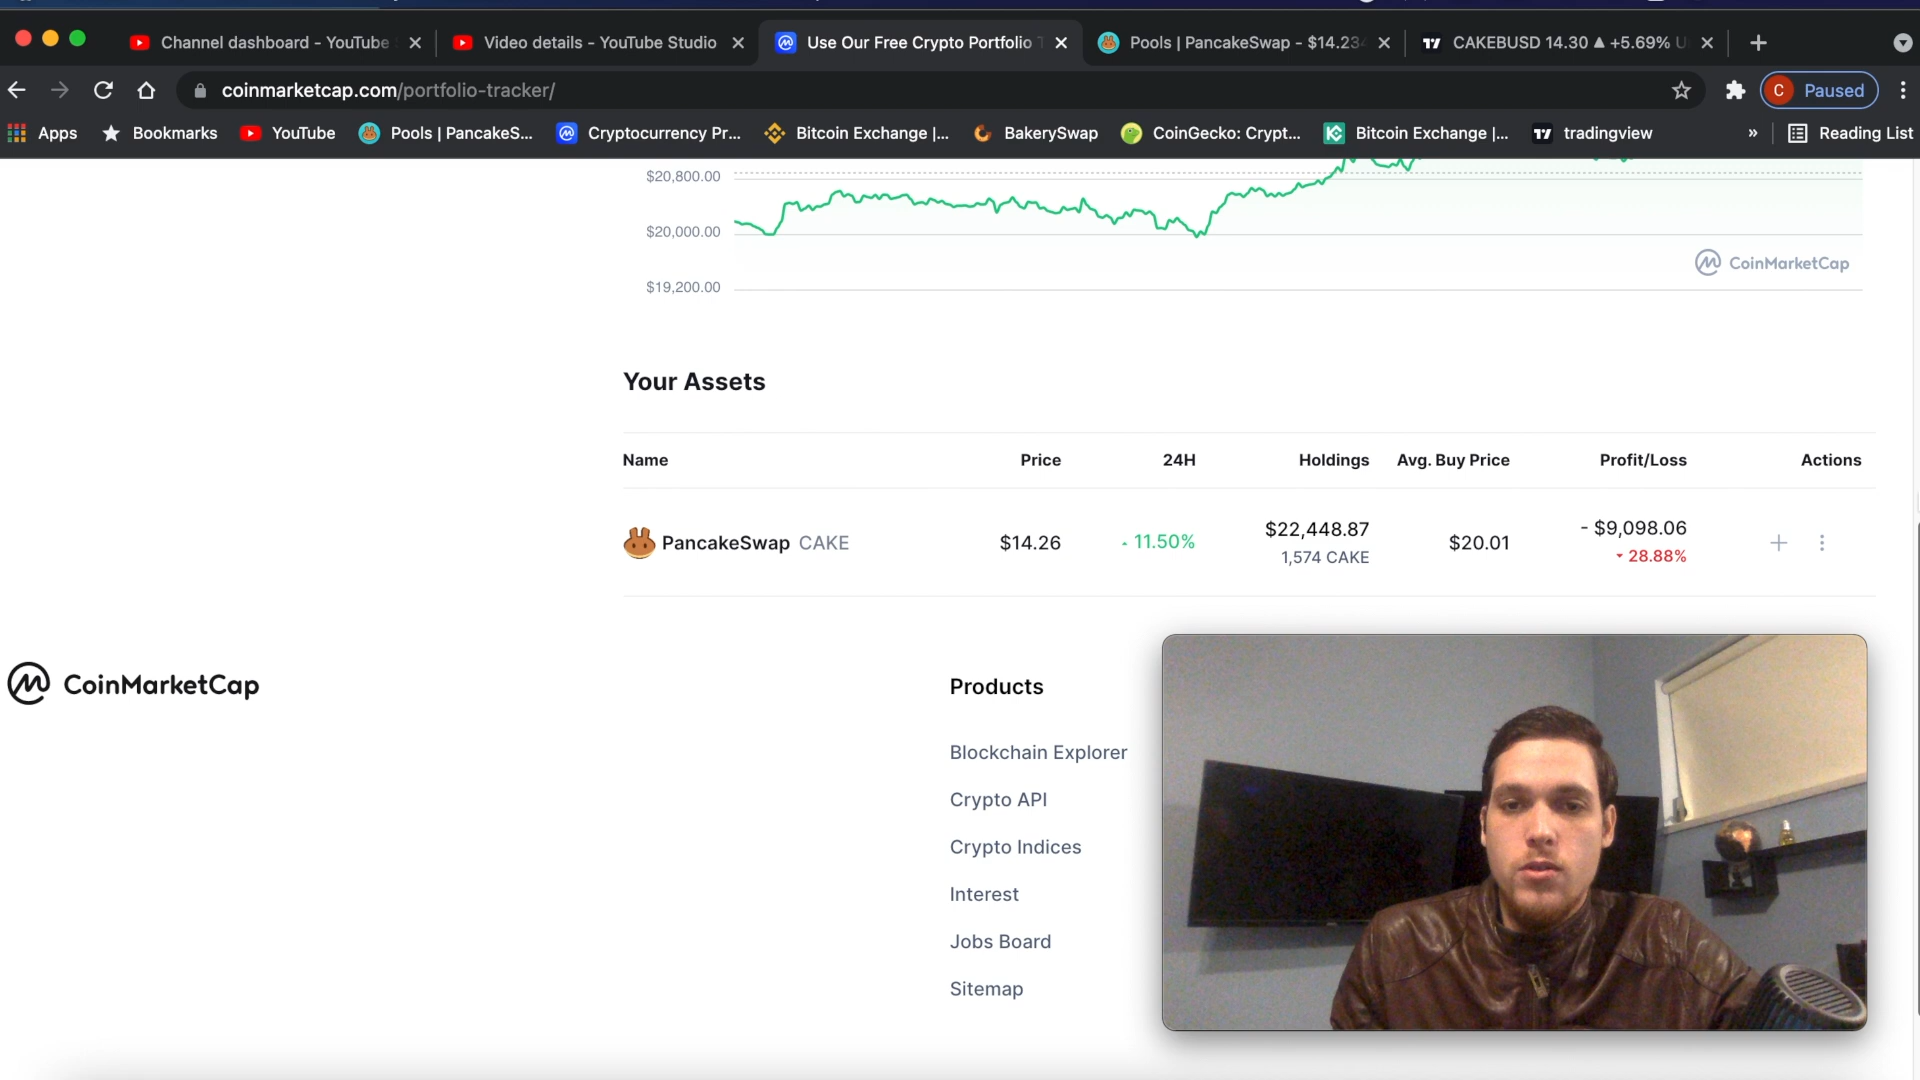 Channel dashboard - YouTube
Video details - YouTube Studio
Use Our Free Crypto Portfolio
Pools | PancakeSwap - $14.234
CAKEBUSD 14.30 ▲ +5.69% U
coinmarketcap.com/portfolio-tracker/
C Paused
Apps
Bookmarks
YouTube
Pools | PancakeS...
Cryptocurrency Pr...
Bitcoin Exchange |...
BakerySwap
CoinGecko: Crypt...
Bitcoin Exchange |...
tradingview
»
Reading List
$20,800.00
$20,000.00
$19,200.00
CoinMarketCap
Your Assets
Name Price 24H Holdings Avg. Buy Price Profit/Loss Actions
PancakeSwap CAKE $14.26 11.50% $22,448.87 $20.01 - $9,098.06
1,574 CAKE 28.88%
CoinMarketCap
Products
Blockchain Explorer
Crypto API
Crypto Indices
Interest
Jobs Board
Sitemap